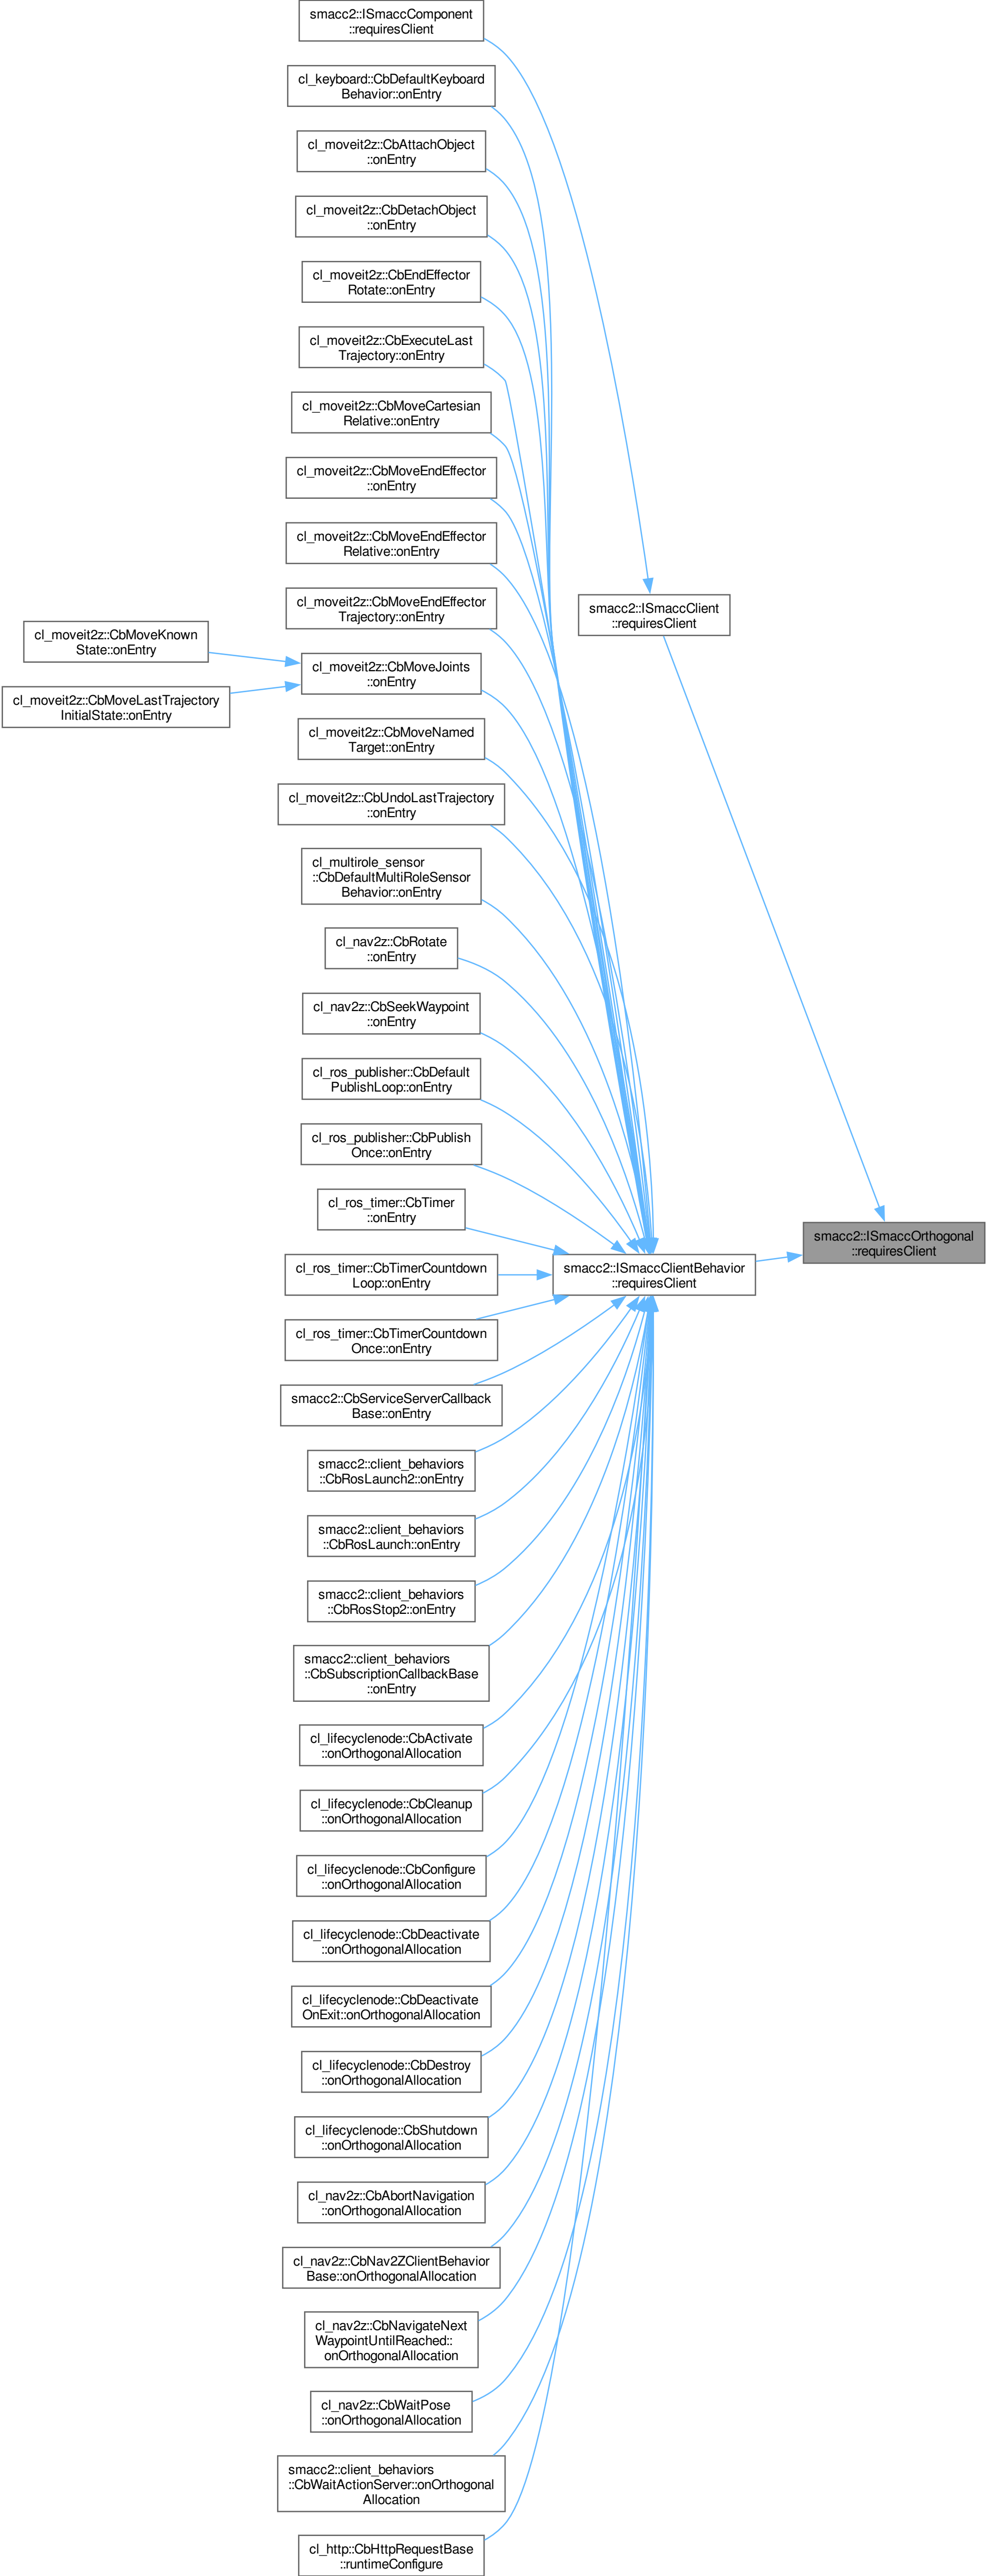 smacc2::ISmaccComponent
::requiresClient
cl_keyboard::CbDefaultKeyboard
Behavior::onEntry
cl_moveit2z::CbAttachObject
::onEntry
cl_moveit2z::CbDetachObject
::onEntry
cl_moveit2z::CbEndEffector
Rotate::onEntry
cl_moveit2z::CbExecuteLast
Trajectory::onEntry
cl_moveit2z::CbMoveCartesian
Relative::onEntry
cl_moveit2z::CbMoveEndEffector
::onEntry
cl_moveit2z::CbMoveEndEffector
Relative::onEntry
cl_moveit2z::CbMoveEndEffector
Trajectory::onEntry
smacc2::ISmaccClient
::requiresClient
cl_moveit2z::CbMoveKnown
State::onEntry
cl_moveit2z::CbMoveJoints
::onEntry
cl_moveit2z::CbMoveLastTrajectory
InitialState::onEntry
cl_moveit2z::CbMoveNamed
Target::onEntry
cl_moveit2z::CbUndoLastTrajectory
::onEntry
cl_multirole_sensor
::CbDefaultMultiRoleSensor
Behavior::onEntry
cl_nav2z::CbRotate
::onEntry
cl_nav2z::CbSeekWaypoint
::onEntry
cl_ros_publisher::CbDefault
PublishLoop::onEntry
cl_ros_publisher::CbPublish
Once::onEntry
cl_ros_timer::CbTimer
::onEntry
smacc2::ISmaccOrthogonal
::requiresClient
cl_ros_timer::CbTimerCountdown
Loop::onEntry
smacc2::ISmaccClientBehavior
::requiresClient
cl_ros_timer::CbTimerCountdown
Once::onEntry
smacc2::CbServiceServerCallback
Base::onEntry
smacc2::client_behaviors
::CbRosLaunch2::onEntry
smacc2::client_behaviors
::CbRosLaunch::onEntry
smacc2::client_behaviors
::CbRosStop2::onEntry
smacc2::client_behaviors
::CbSubscriptionCallbackBase
::onEntry
cl_lifecyclenode::CbActivate
::onOrthogonalAllocation
cl_lifecyclenode::CbCleanup
::onOrthogonalAllocation
cl_lifecyclenode::CbConfigure
::onOrthogonalAllocation
cl_lifecyclenode::CbDeactivate
::onOrthogonalAllocation
cl_lifecyclenode::CbDeactivate
OnExit::onOrthogonalAllocation
cl_lifecyclenode::CbDestroy
::onOrthogonalAllocation
cl_lifecyclenode::CbShutdown
::onOrthogonalAllocation
cl_nav2z::CbAbortNavigation
::onOrthogonalAllocation
cl_nav2z::CbNav2ZClientBehavior
Base::onOrthogonalAllocation
cl_nav2z::CbNavigateNext
WaypointUntilReached::
onOrthogonalAllocation
cl_nav2z::CbWaitPose
::onOrthogonalAllocation
smacc2::client_behaviors
::CbWaitActionServer::onOrthogonal
Allocation
cl_http::CbHttpRequestBase
::runtimeConfigure